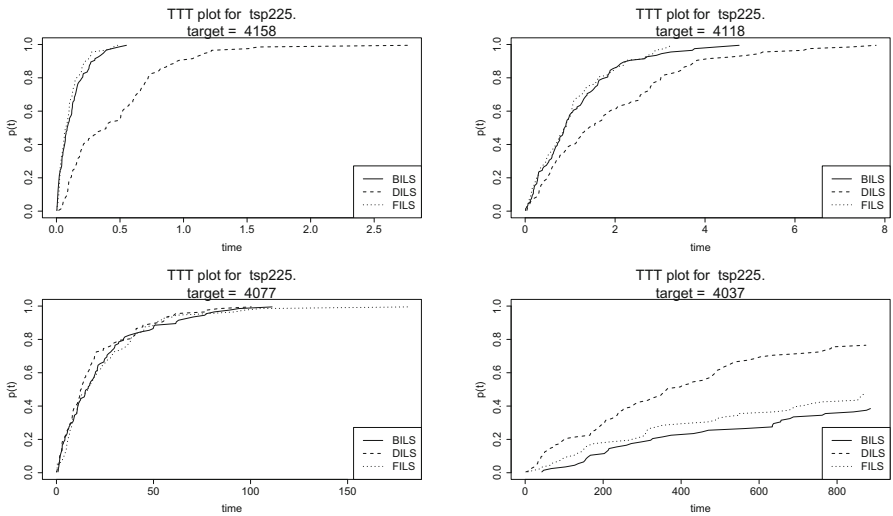 TTT plot for tsp225.
target = 4158
p(t)
0.0 0.2 0.4 0.6 0.8 1.0
0.0 0.5 1.0 1.5 2.0 2.5
time
BILS
DILS
FILS
TTT plot for tsp225.
target = 4118
p(t)
0.0 0.2 0.4 0.6 0.8 1.0
0 2 4 6 8
time
BILS
DILS
FILS
TTT plot for tsp225.
target = 4077
p(t)
0.0 0.2 0.4 0.6 0.8 1.0
0 50 100 150
time
BILS
DILS
FILS
TTT plot for tsp225.
target = 4037
p(t)
0.0 0.2 0.4 0.6 0.8 1.0
0 200 400 600 800
time
BILS
DILS
FILS